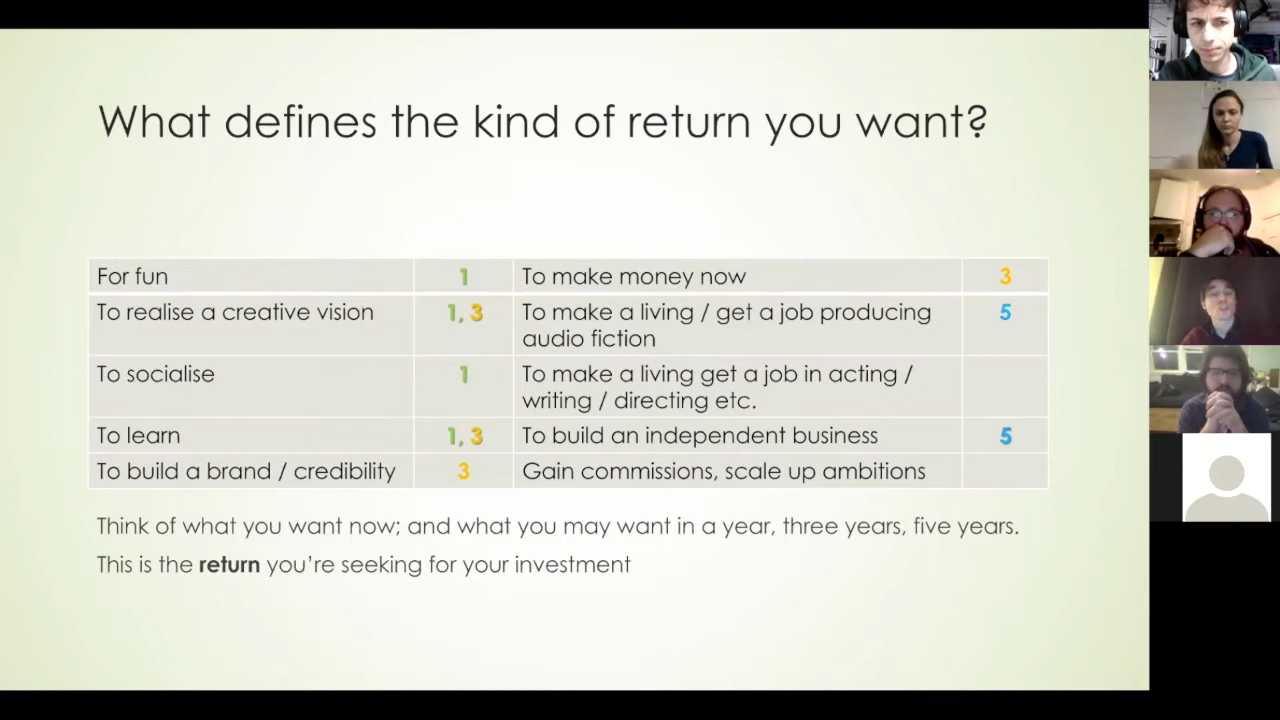 What defines the kind of return you want?
For fun 1 To make money now 3
To realise a creative vision 1, 3 To make a living / get a job producing 5
audio fiction
To socialise 1 To make a living get a job in acting /
writing / directing etc.
To learn 1, 3 To build an independent business 5
To build a brand / credibility 3 Gain commissions, scale up ambitions
Think of what you want now; and what you may want in a year, three years, five years.
This is the return you’re seeking for your investment